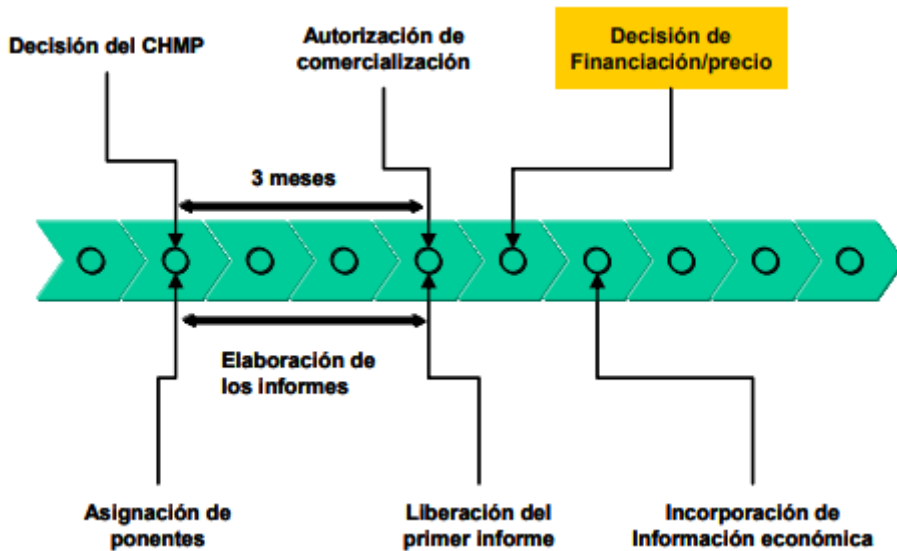 Decisión del CHMP
Autorización de
comercialización
Decisión de
Financiación/precio
3 meses
Elaboración de
los informes
Asignación de
ponentes
Liberación del
primer informe
Incorporación de
Información económica